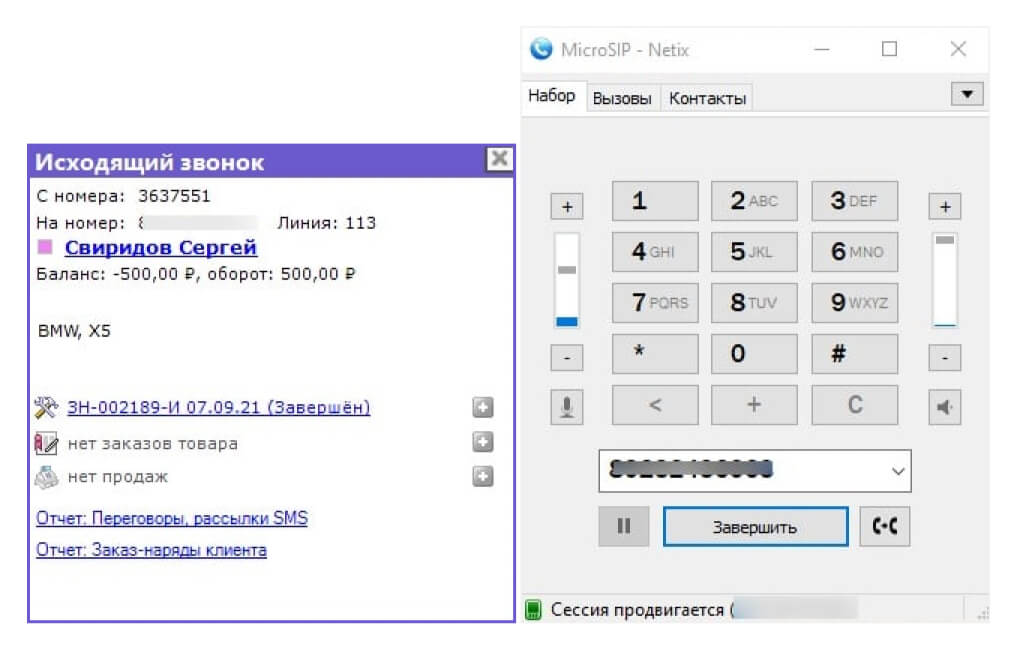 Исходящий звонок
С номера: 3637551
На номер: Линия: 113
Свиридов Сергей
Баланс: -500,00 ₽, оборот: 500,00 ₽
BMW, X5
ЗН-002189-И 07.09.21 (Завершён)
нет заказов товара
нет продаж
Отчет: Переговоры, рассылки SMS
Отчет: Заказ-наряды клиента
MicroSIP - Netix
Набор Вызовы Контакты
+ 1 2 ABC 3 DEF +
4 GHI 5 JKL 6 MNO
7 PQRS 8 TUV 9 WXYZ
- * 0 # -
< + C
Завершить
Сессия продвигается (